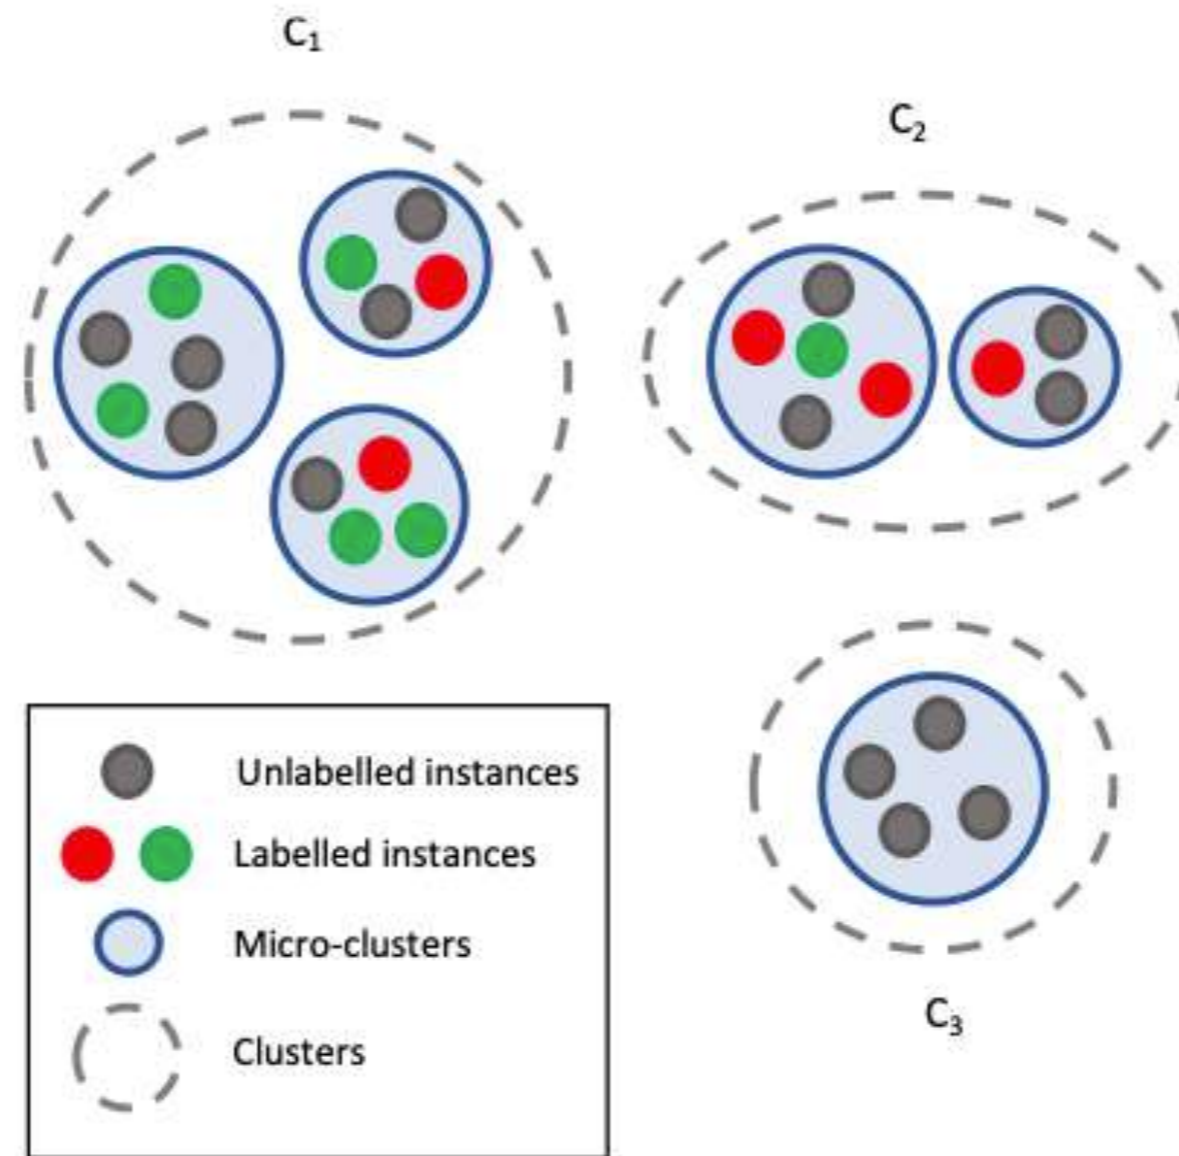 C₁
C₂
Unlabelled instances
Labelled instances
Micro-clusters
Clusters
C₃